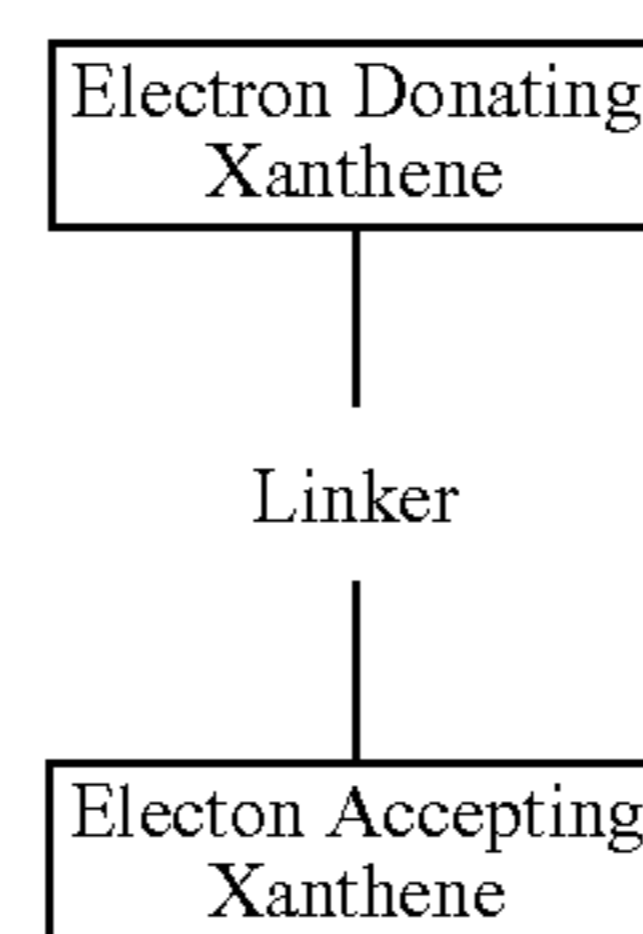 Electron Donating
Xanthene
Linker
Electon Accepting
Xanthene